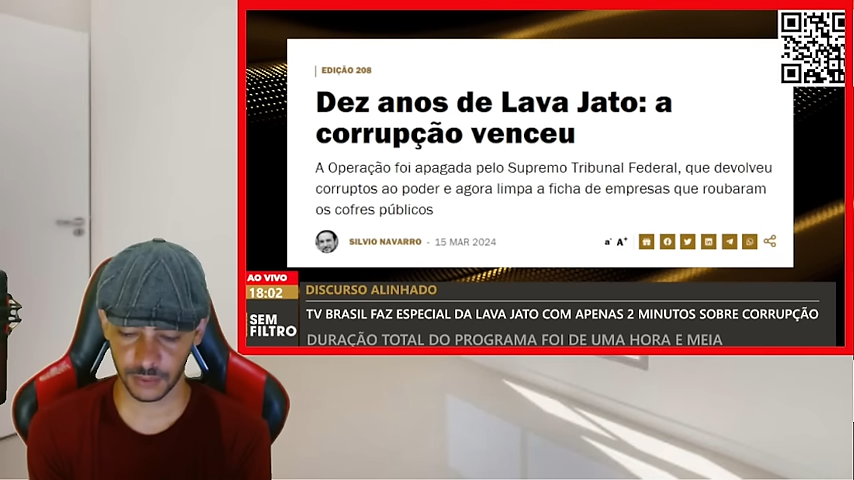 EDIÇÃO 208
Dez anos de Lava Jato: a
corrupção venceu
A Operação foi apagada pelo Supremo Tribunal Federal, que devolveu
corruptos ao poder e agora limpa a ficha de empresas que roubaram
os cofres públicos
SILVIO NAVARRO - 15 MAR 2024
a- A+
AO VIVO
18:02
SEM
FILTRO
DISCURSO ALINHADO
TV BRASIL FAZ ESPECIAL DA LAVA JATO COM APENAS 2 MINUTOS SOBRE CORRUPÇÃO
DURAÇÃO TOTAL DO PROGRAMA FOI DE UMA HORA E MEIA